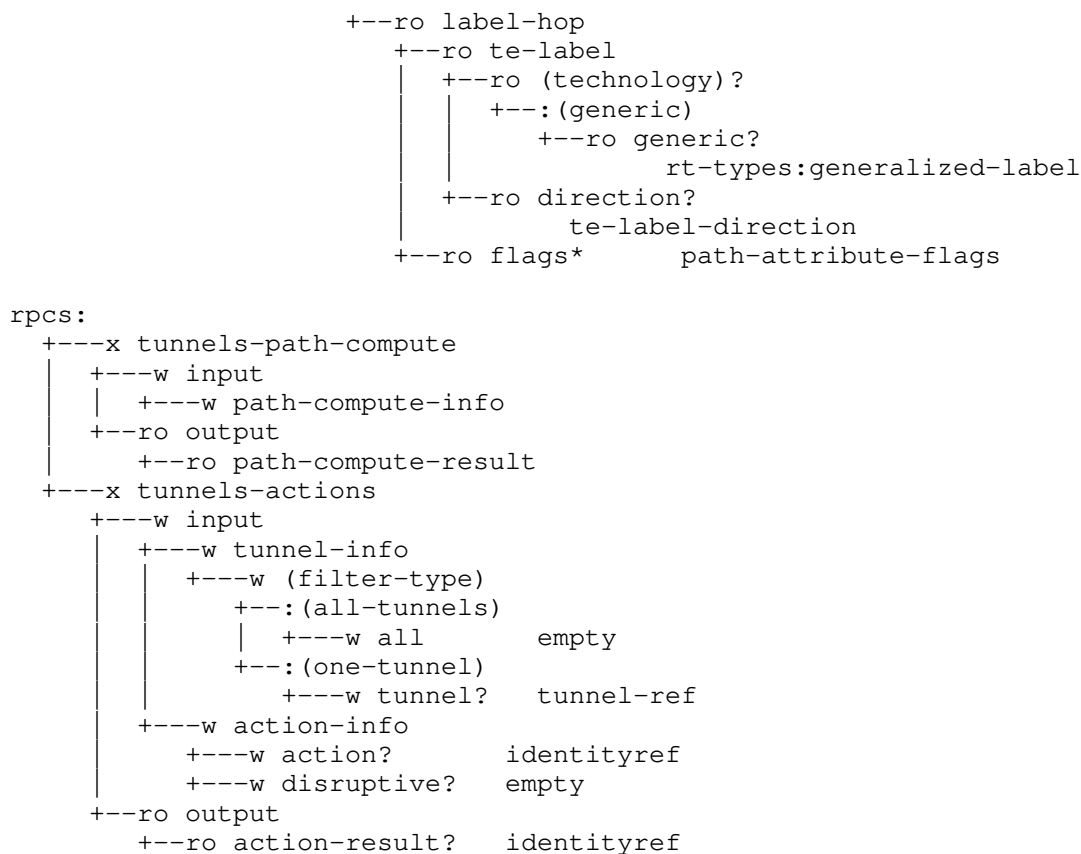 +--ro label-hop
                               +--ro te-label
                               |  +--ro (technology)?
                               |  |  +--:(generic)
                               |  |     +--ro generic?
                               |  |             rt-types:generalized-label
                               |  +--ro direction?
                               |          te-label-direction
                               +--ro flags*      path-attribute-flags

rpcs:
  +---x tunnels-path-compute
  |  +---w input
  |  |  +---w path-compute-info
  |  +--ro output
  |     +--ro path-compute-result
  +---x tunnels-actions
     +---w input
     |  +---w tunnel-info
     |  |  +---w (filter-type)
     |  |     +--:(all-tunnels)
     |  |     |  +---w all       empty
     |  |     +--:(one-tunnel)
     |  |        +---w tunnel?   tunnel-ref
     |  +---w action-info
     |     +---w action?       identityref
     |     +---w disruptive?   empty
     +--ro output
        +--ro action-result?   identityref